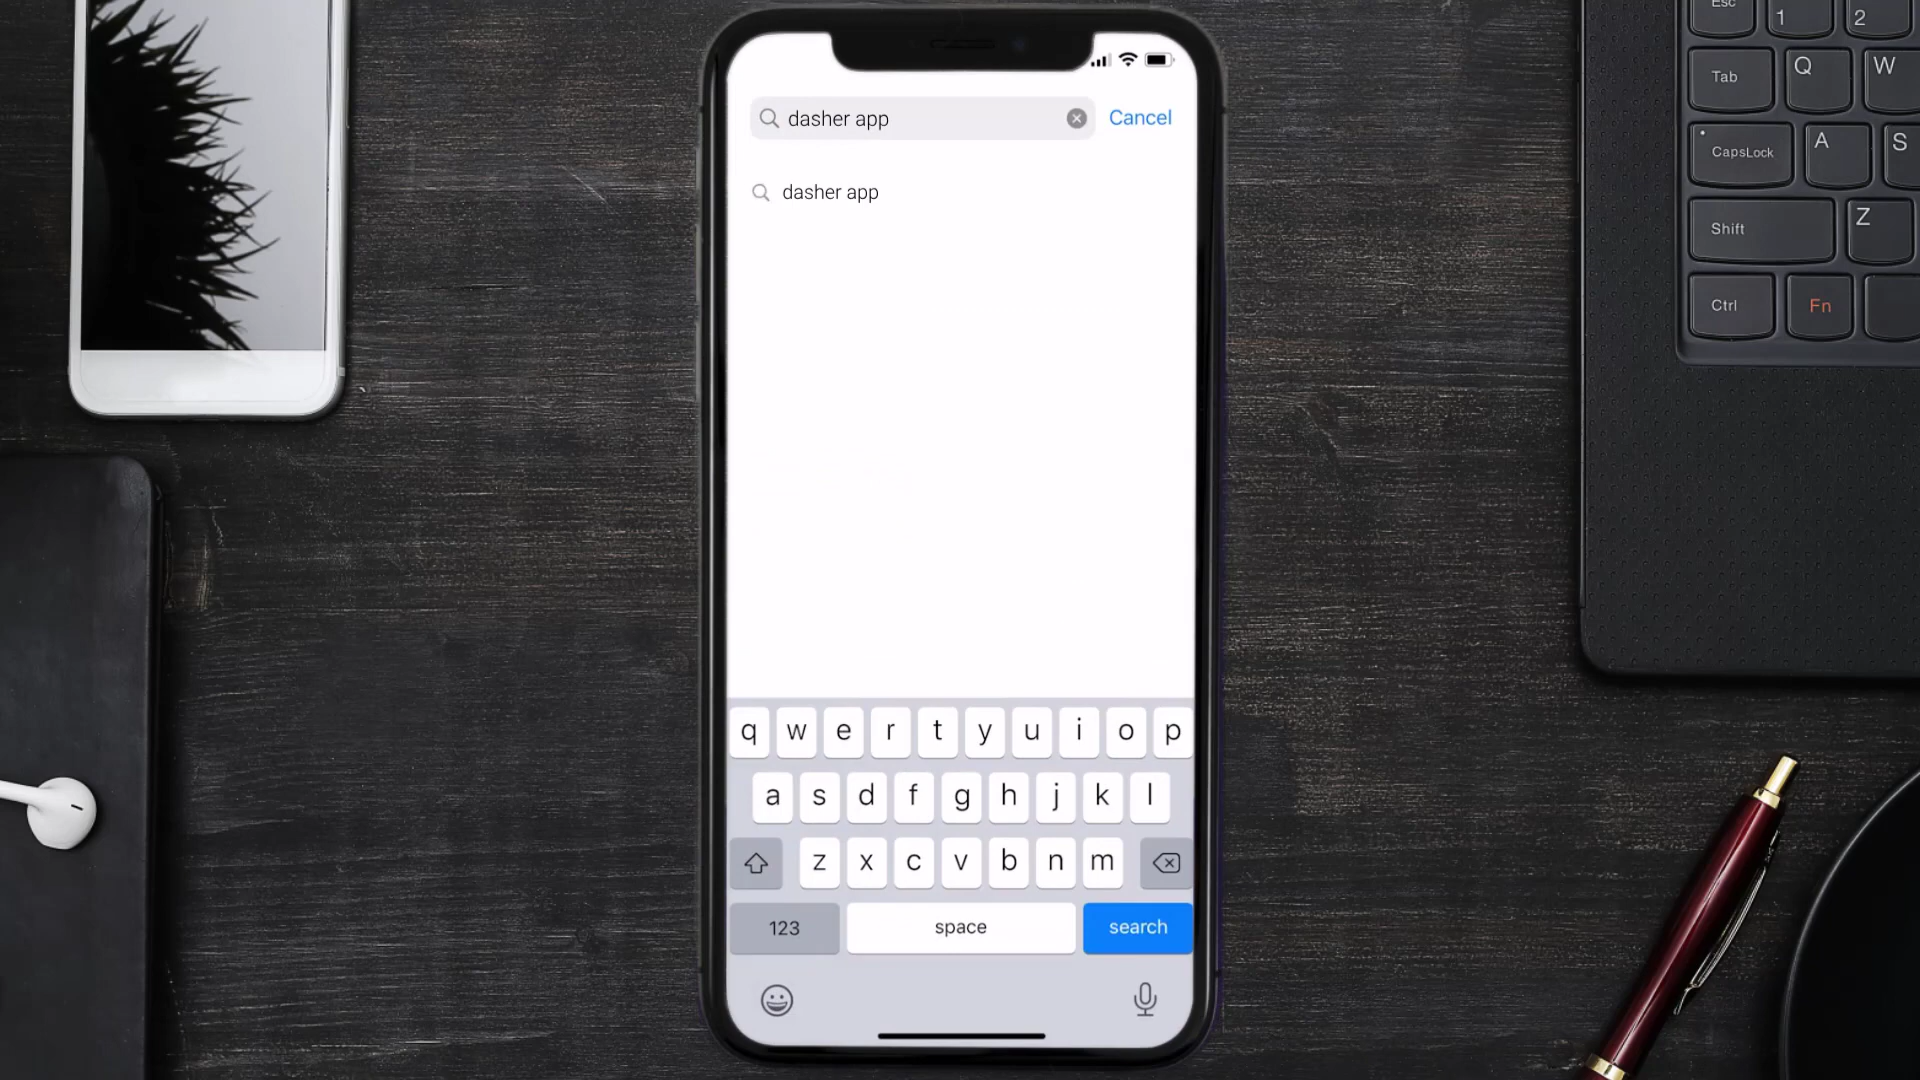 dasher app
Cancel
dasher app
q w e r t y u i o p
a s d f g h j k l
z x c v b n m
123 space search
Esc 1 2
Tab Q W
CapsLock A S
Shift Z
Ctrl Fn